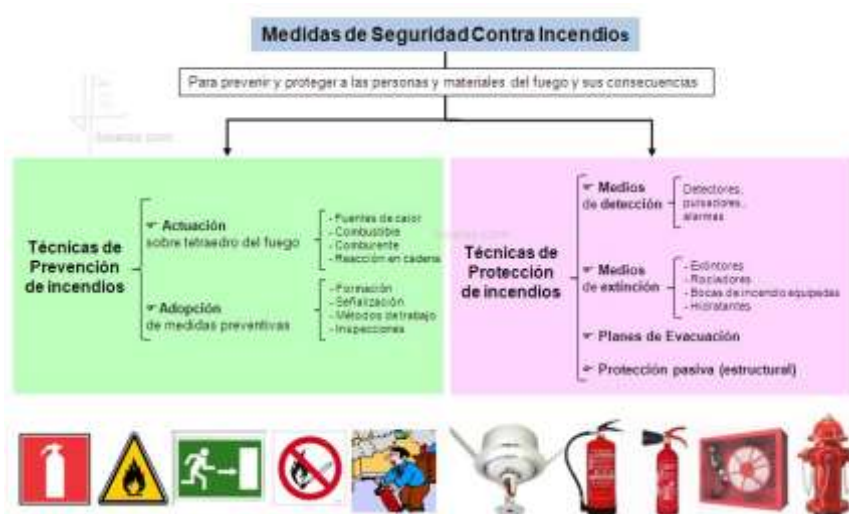 Medidas de Seguridad Contra Incendios
Para prevenir y proteger a las personas y materiales del fuego y sus consecuencias
Técnicas de
Prevención
de incendios
Actuación
sobre tetraedro del fuego
- Fuentes de calor
- Combustible
- Comburente
- Reacción en cadena
Adopción
de medidas preventivas
- Formación
- Señalización
- Métodos de trabajo
- Inspecciones
Técnicas de
Protección
de incendios
Medios
de detección
Detectores,
pulsadores,
alarmas
Medios
de extinción
- Extintores
- Rociadores
- Bocas de incendio equipadas
- Hidratantes
Planes de Evacuación
Protección pasiva (estructural)